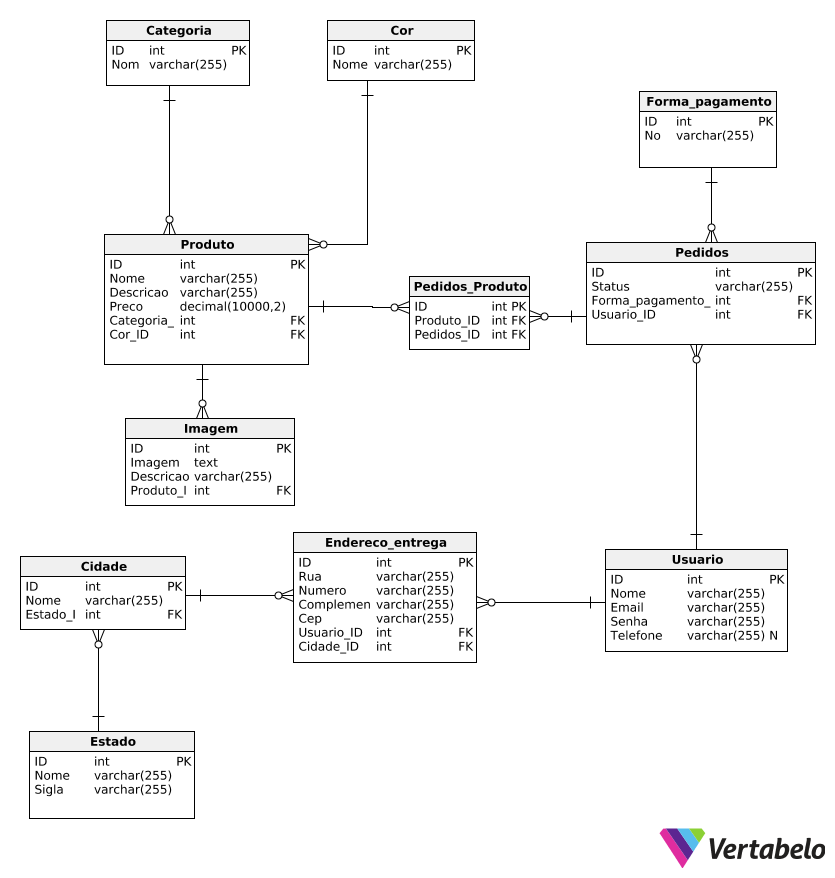 Categoria
ID int PK
Nom varchar(255)
Cor
ID int PK
Nome varchar(255)
Forma_pagamento
ID int PK
No varchar(255)
Produto
ID int PK
Nome varchar(255)
Descricao varchar(255)
Preco decimal(10000,2)
Categoria_ int FK
Cor_ID int FK
Pedidos_Produto
ID int PK
Produto_ID int FK
Pedidos_ID int FK
Pedidos
ID int PK
Status varchar(255)
Forma_pagamento_ int FK
Usuario_ID int FK
Imagem
ID int PK
Imagem text
Descricao varchar(255)
Produto_I int FK
Cidade
ID int PK
Nome varchar(255)
Estado_I int FK
Endereco_entrega
ID int PK
Rua varchar(255)
Numero varchar(255)
Complemen varchar(255)
Cep varchar(255)
Usuario_ID int FK
Cidade_ID int FK
Usuario
ID int PK
Nome varchar(255)
Email varchar(255)
Senha varchar(255)
Telefone varchar(255) N
Estado
ID int PK
Nome varchar(255)
Sigla varchar(255)
Vertabelo